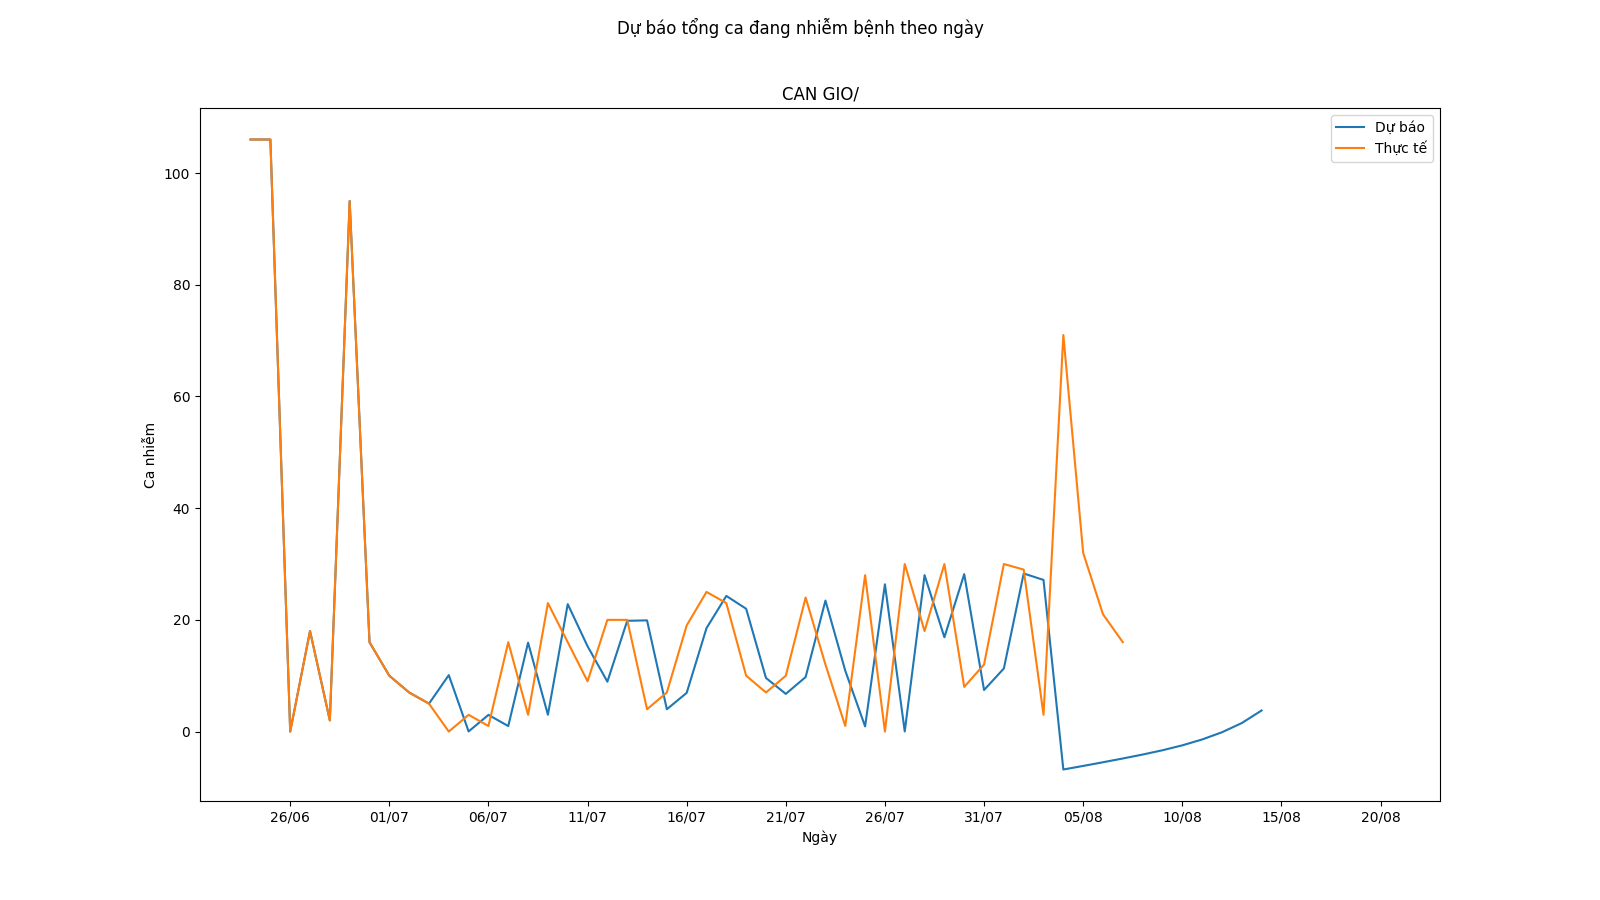 Dự báo tổng ca đang nhiễm bệnh theo ngày
CAN GIO/
Dự báo
Thực tế
100
80
60
40
20
0
Ca nhiễm
26/06 01/07 06/07 11/07 16/07 21/07 26/07 31/07 05/08 10/08 15/08 20/08
Ngày